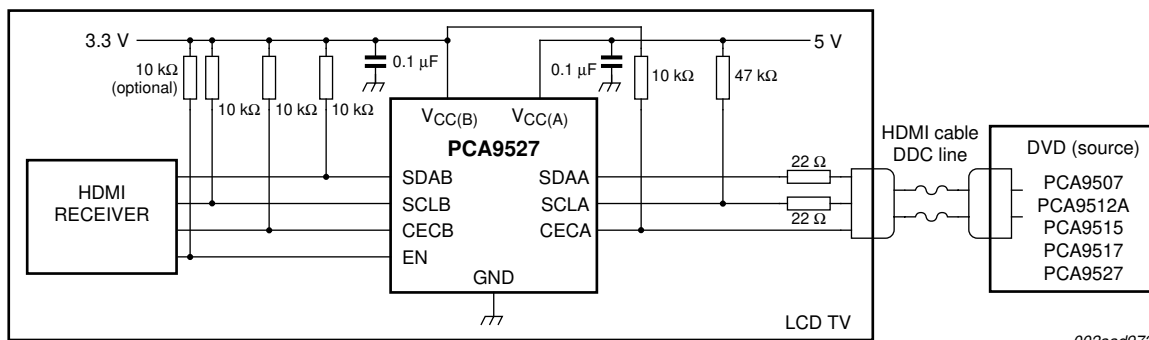 3.3 V
5 V
10 kΩ
(optional)
10 kΩ
10 kΩ
10 kΩ
0.1 μF
0.1 μF
10 kΩ
47 kΩ
VCC(B)
VCC(A)
PCA9527
HDMI
RECEIVER
SDAB
SCLB
CECB
EN
SDAA
SCLA
CECA
GND
22 Ω
22 Ω
HDMI cable
DDC line
DVD (source)
PCA9507
PCA9512A
PCA9515
PCA9517
PCA9527
LCD TV